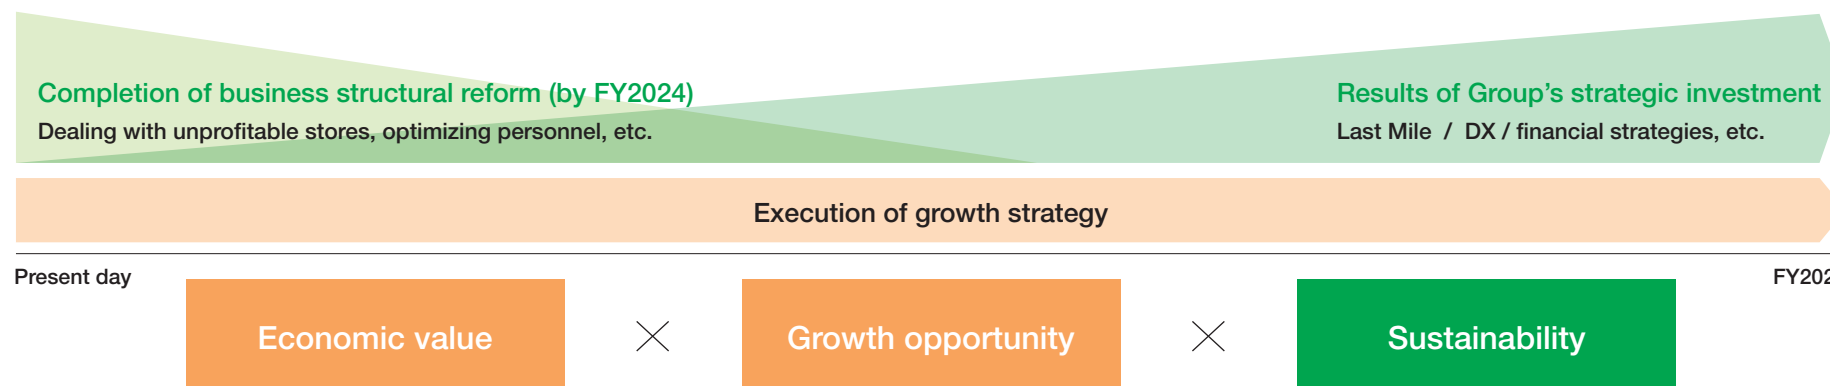 Completion of business structural reform (by FY2024)
Dealing with unprofitable stores, optimizing personnel, etc.
Results of Group's strategic investment
Last Mile / DX / financial strategies, etc.
Execution of growth strategy
Present day
Economic value
×
Growth opportunity
×
Sustainability